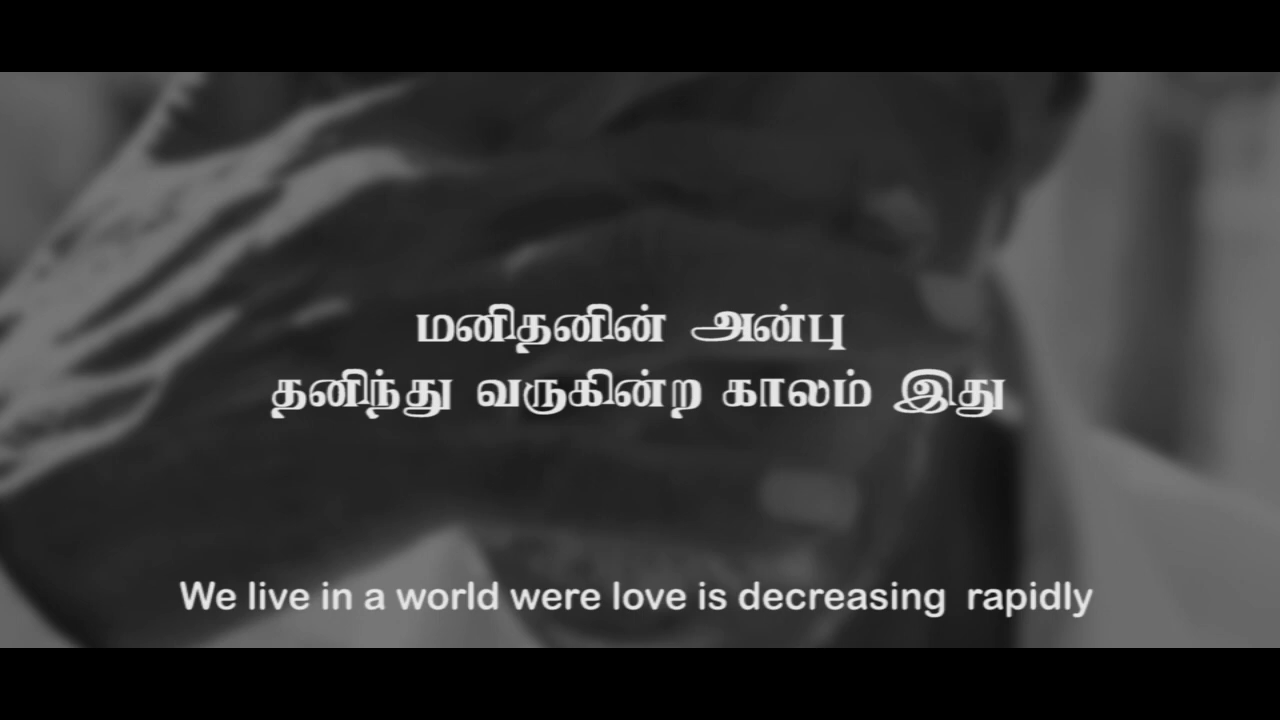 மனிதனின் அன்பு
தனிந்து வருகின்ற காலம் இது
We live in a world were love is decreasing rapidly